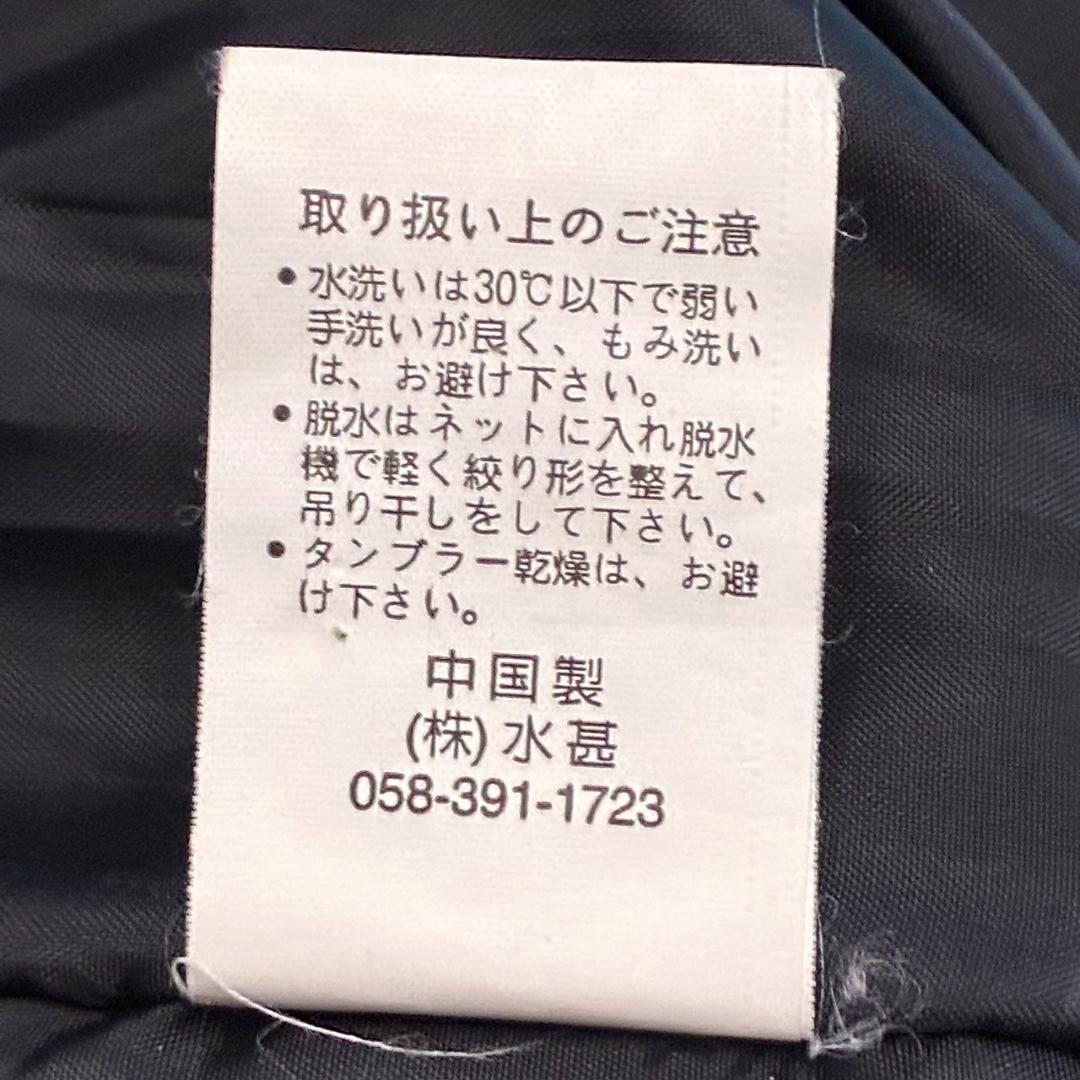 取り扱い上のご注意
•水洗いは30℃以下で弱い
手洗いが良く、もみ洗い
は、お避け下さい。
•脱水はネットに入れ脱水
機で軽く絞り形を整えて、
吊り干しをして下さい。
•タンブラー乾燥は、お避
け下さい。
中国製
(株)水甚
058-391-1723